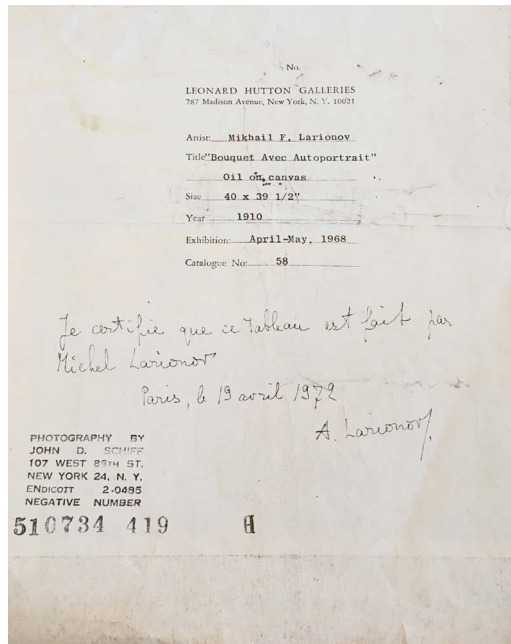 No.
LEONARD HUTTON GALLERIES
787 Madison Avenue, New York, N. Y. 10021
Artist: Mikhail F. Larionov
Title "Bouquet Avec Autoportrait"
Oil on canvas
Size 40 x 39 1/2"
Year 1910
Exhibition: April-May, 1968
Catalogue No: 58
Je certifie que ce Tableau est fait par
Michel Larionov
Paris, le 19 avril 1972
A. Larionov
PHOTOGRAPHY BY
JOHN D. SCHIFF
107 WEST 89TH ST.
NEW YORK 24, N. Y.
ENDICOTT 2-0485
NEGATIVE NUMBER
510734 419